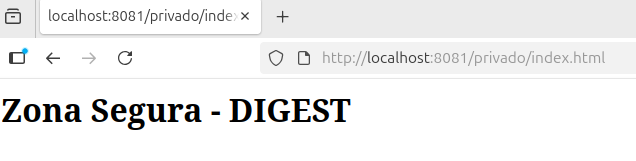 localhost:8081/privado/index
http://localhost:8081/privado/index.html
Zona Segura - DIGEST